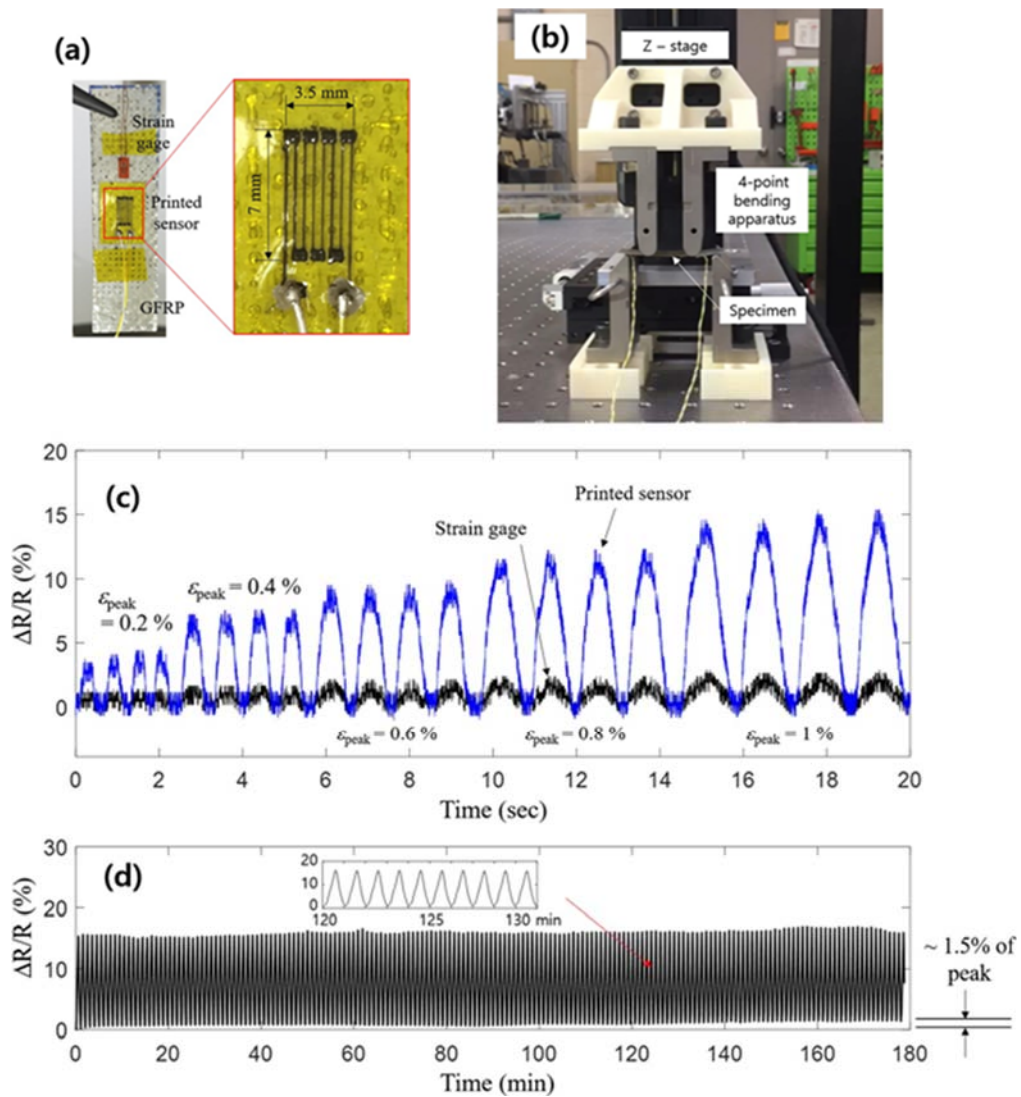 (a)
Strain
gage
Printed
sensor
GFRP
3.5 mm
7 mm
(b)
Z – stage
4-point
bending
apparatus
Specimen
(c)
20
15
10
5
0
ΔR/R (%)
εpeak
= 0.2 %
εpeak = 0.4 %
Strain gage
Printed sensor
εpeak = 0.6 %
εpeak = 0.8 %
εpeak = 1 %
0 2 4 6 8 10 12 14 16 18 20
Time (sec)
(d)
30
20
10
0
ΔR/R (%)
20
10
0
120 125 130 min
~ 1.5% of
peak
0 20 40 60 80 100 120 140 160 180
Time (min)